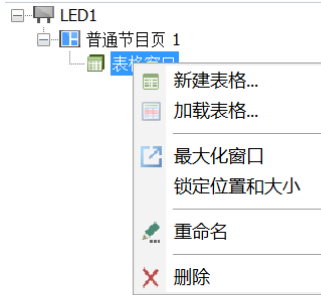 LED1
普通节目页 1
表格窗口
新建表格...
加载表格...
最大化窗口
锁定位置和大小
重命名
删除